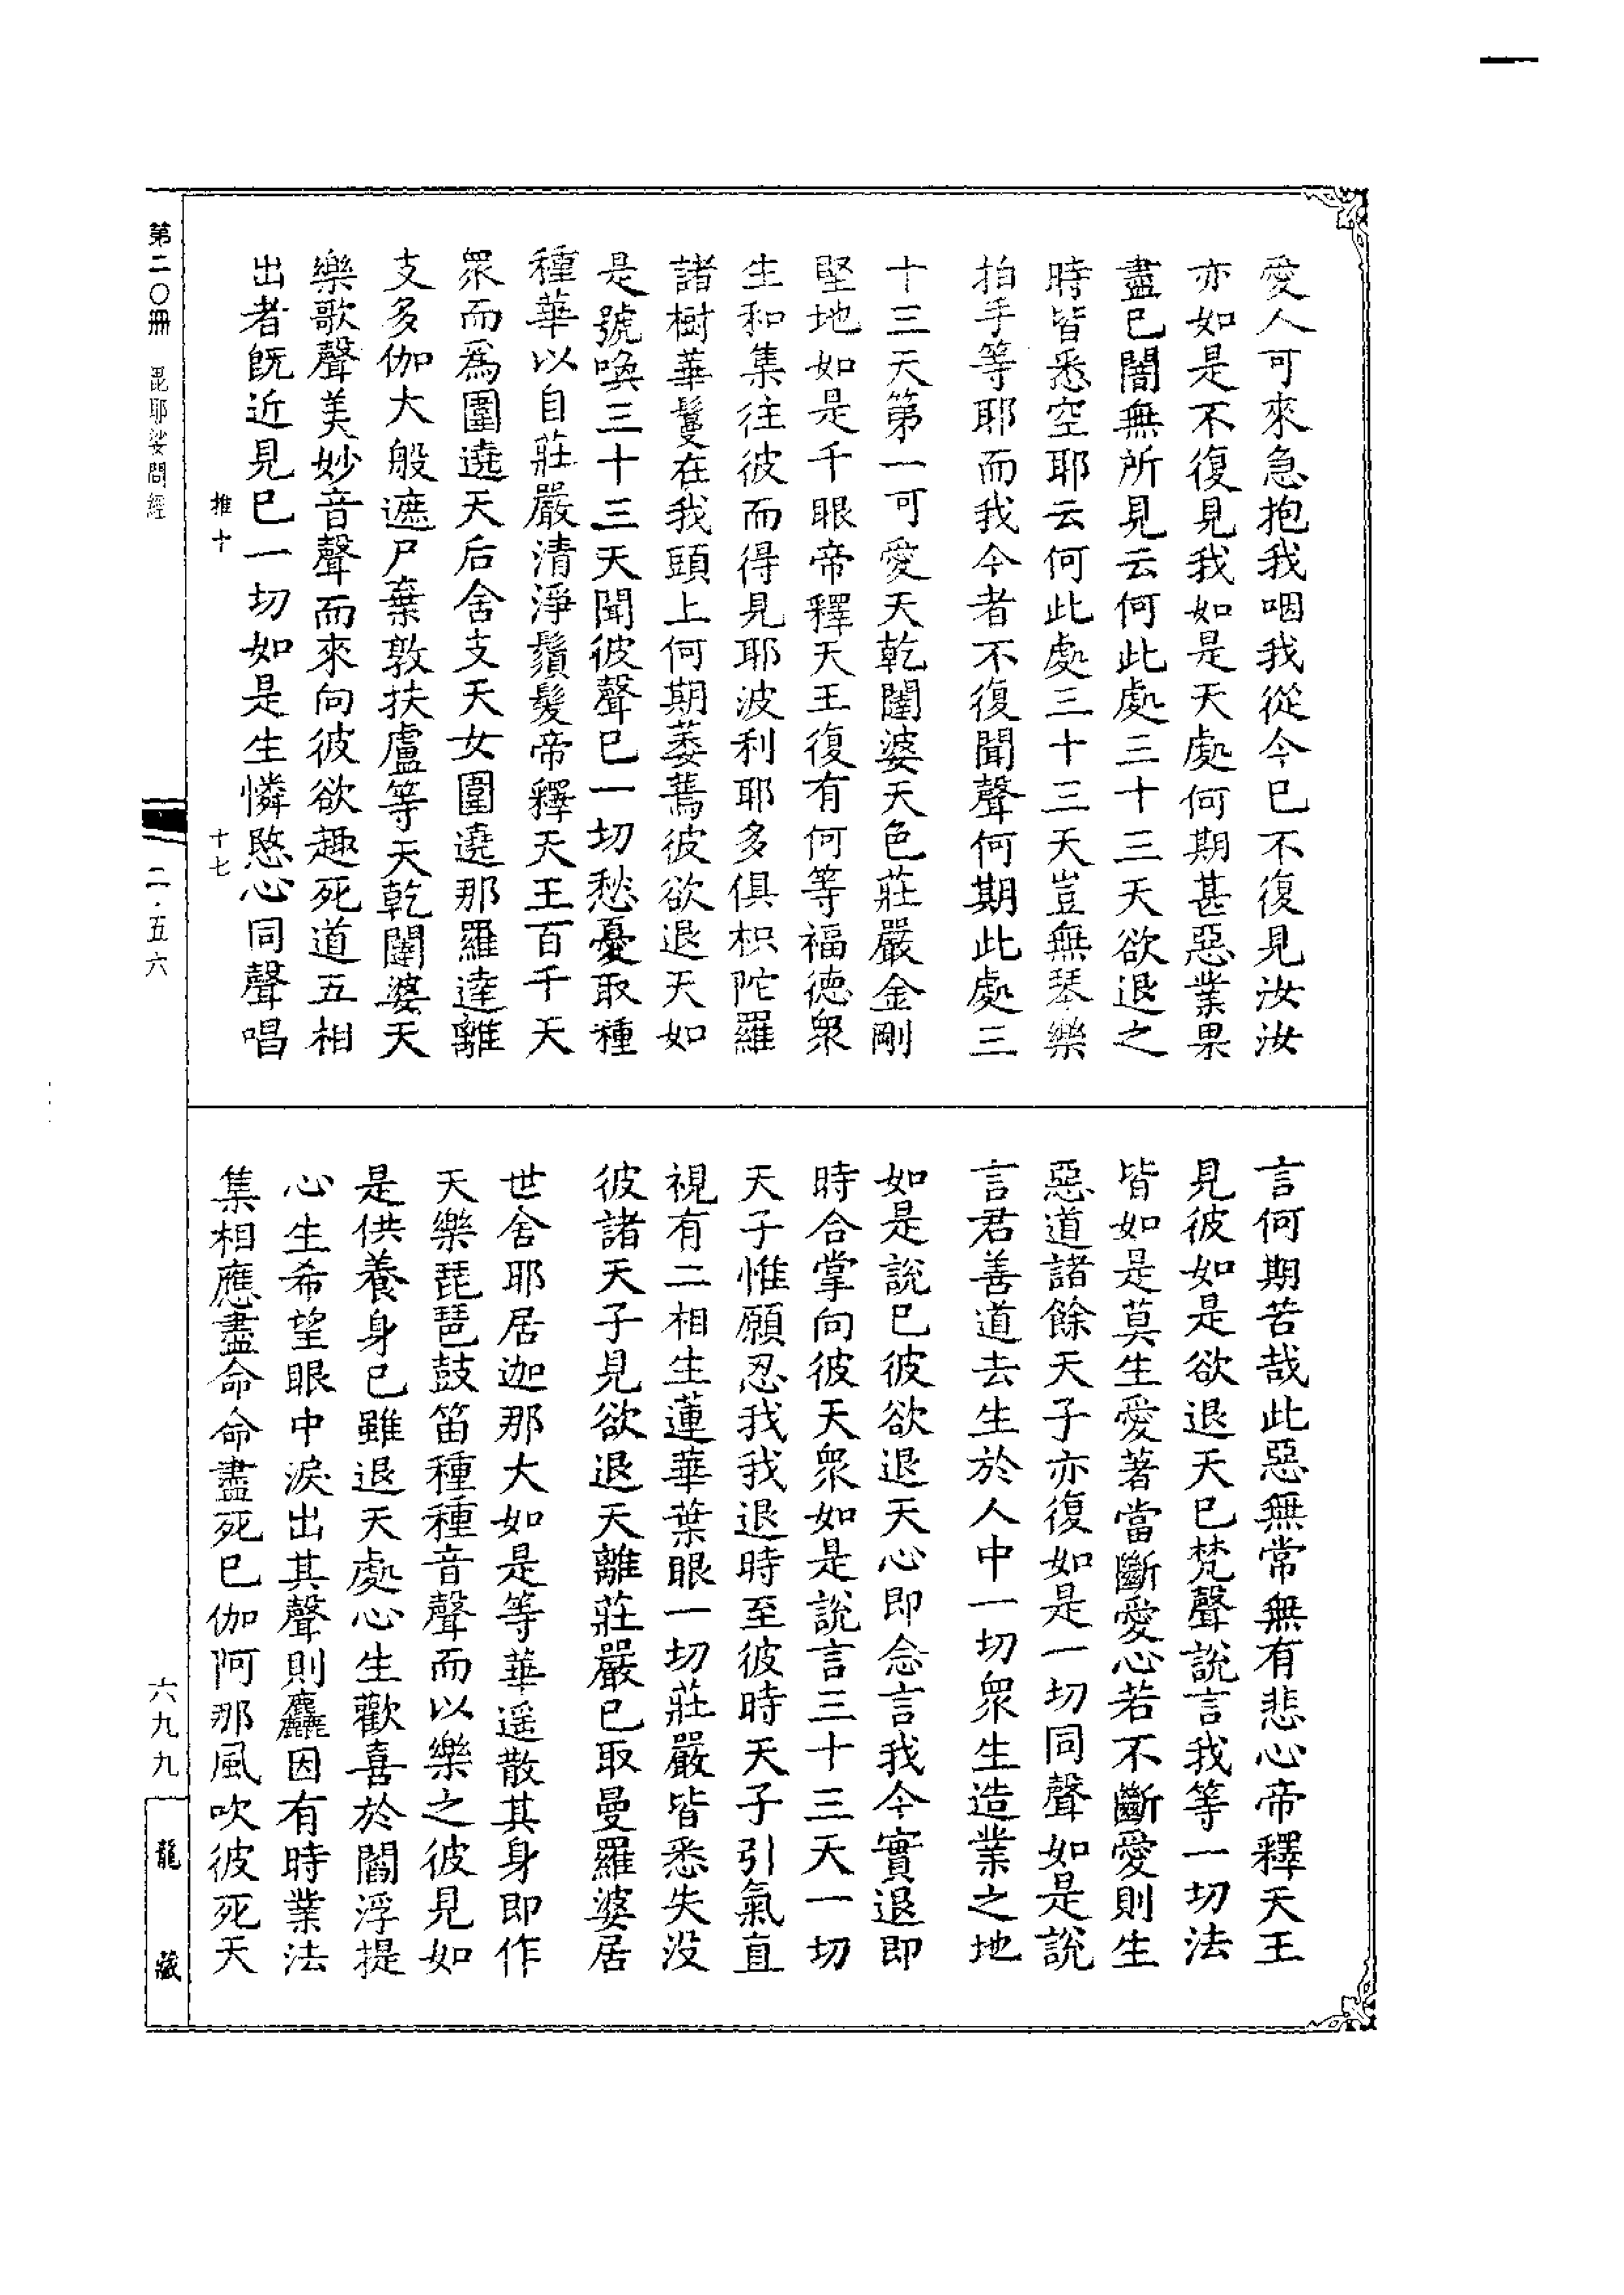 愛人可來急抱我咽我從今已不復見汝汝
亦如是不復見我如是天處何期甚惡業果
盡已闇無所見云何此處三十三天欲退之
時皆悉空耶云何此處三十三天豈無琴樂
拍手等耶而我今者不復聞聲何期此處三
十三天第一可愛天乾闥婆天色莊嚴金剛
堅地如是千眼帝釋天王復有何等福德衆
生和集往彼而得見耶波利耶多俱枳陀羅
諸樹華鬘在我頭上何期萎蔫彼欲退天如
是號喚三十三天聞彼聲已一切愁憂取種
種華以自莊嚴清淨鬚髮帝釋天王百千天
衆而爲圍遶天后舍支天女圍遶那羅達離
支多伽大般遮尸棄敦扶盧等天乾闥婆天
樂歌聲美妙音聲而來向彼欲趣死道五相
出者旣近見已一切如是生憐愍心同聲唱
推十
十七
言何期苦哉此惡無常無有悲心帝釋天王
見彼如是欲退天已梵聲說言我等一切法
皆如是莫生愛著當斷愛心若不斷愛則生
惡道諸餘天子亦復如是一切同聲如是說
言君善道去生於人中一切衆生造業之地
如是說已彼欲退天心即念言我今實退即
時合掌向彼天衆如是說言三十三天一切
天子惟願忍我我退時至彼時天子引氣直
視有二相生蓮華葉眼一切莊嚴皆悉失没
彼諸天子見欲退天離莊嚴已取曼羅婆居
世舍耶居迦那大如是等華遥散其身即作
天樂琵琶鼓笛種種音聲而以樂之彼見如
是供養身已雖退天處心生歡喜於閻浮提
心生希望眼中淚出其聲則麤因有時業法
集相應盡命命盡死已伽阿那風吹彼死天
第二〇冊　毘耶娑問經
二·五六
六九九
龍藏